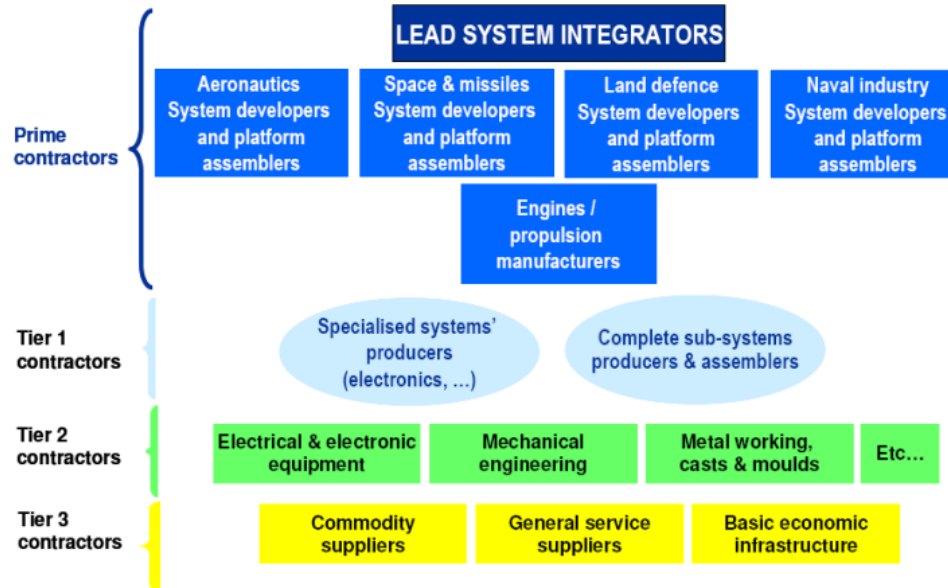 LEAD SYSTEM INTEGRATORS
Prime
contractors
Aeronautics
System developers
and platform
assemblers
Space & missiles
System developers
and platform
assemblers
Land defence
System developers
and platform
assemblers
Naval industry
System developers
and platform
assemblers
Engines /
propulsion
manufacturers
Tier 1
contractors
Specialised systems’
producers
(electronics, ...)
Complete sub-systems
producers & assemblers
Tier 2
contractors
Electrical & electronic
equipment
Mechanical
engineering
Metal working,
casts & moulds
Etc...
Tier 3
contractors
Commodity
suppliers
General service
suppliers
Basic economic
infrastructure